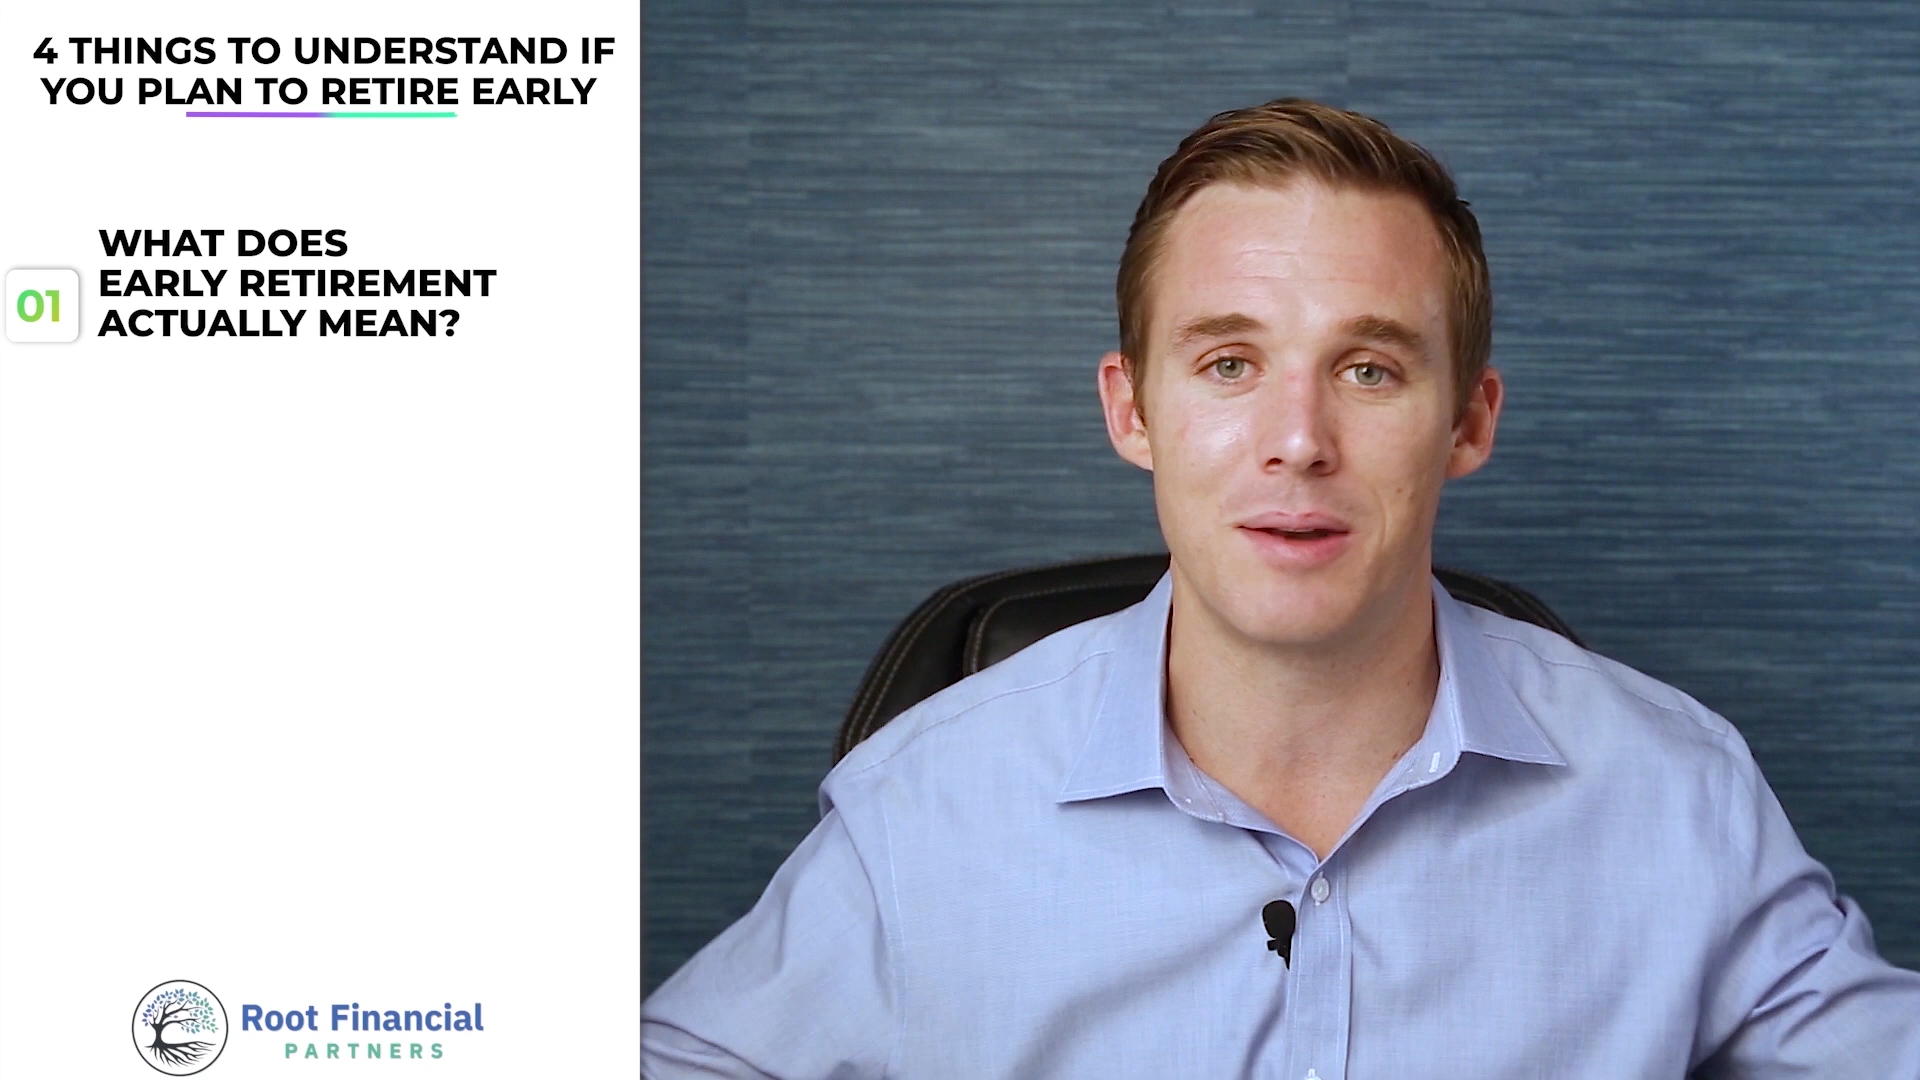 4 THINGS TO UNDERSTAND IF
YOU PLAN TO RETIRE EARLY
01
WHAT DOES
EARLY RETIREMENT
ACTUALLY MEAN?
Root Financial
PARTNERS